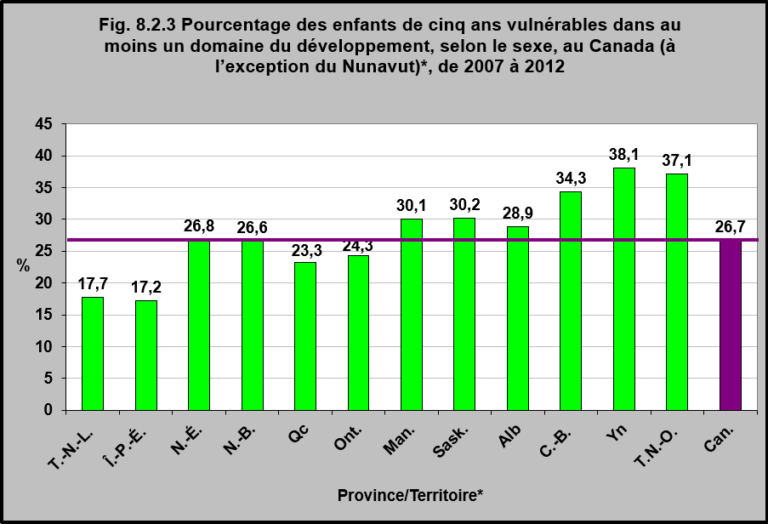 Fig. 8.2.3 Pourcentage des enfants de cinq ans vulnérables dans au
moins un domaine du développement, selon le sexe, au Canada (à
l'exception du Nunavut)*, de 2007 à 2012
45
40
35
30
25
20
15
10
5
0
%
17,7
17,2
26,8
26,6
23,3
24,3
30,1
30,2
28,9
34,3
38,1
37,1
26,7
T.-N.-L.
Î.-P.-É.
N.-É.
N.-B.
Qc
Ont.
Man.
Sask.
Alb
C.-B.
Yn
T.N.-O.
Can.
Province/Territoire*